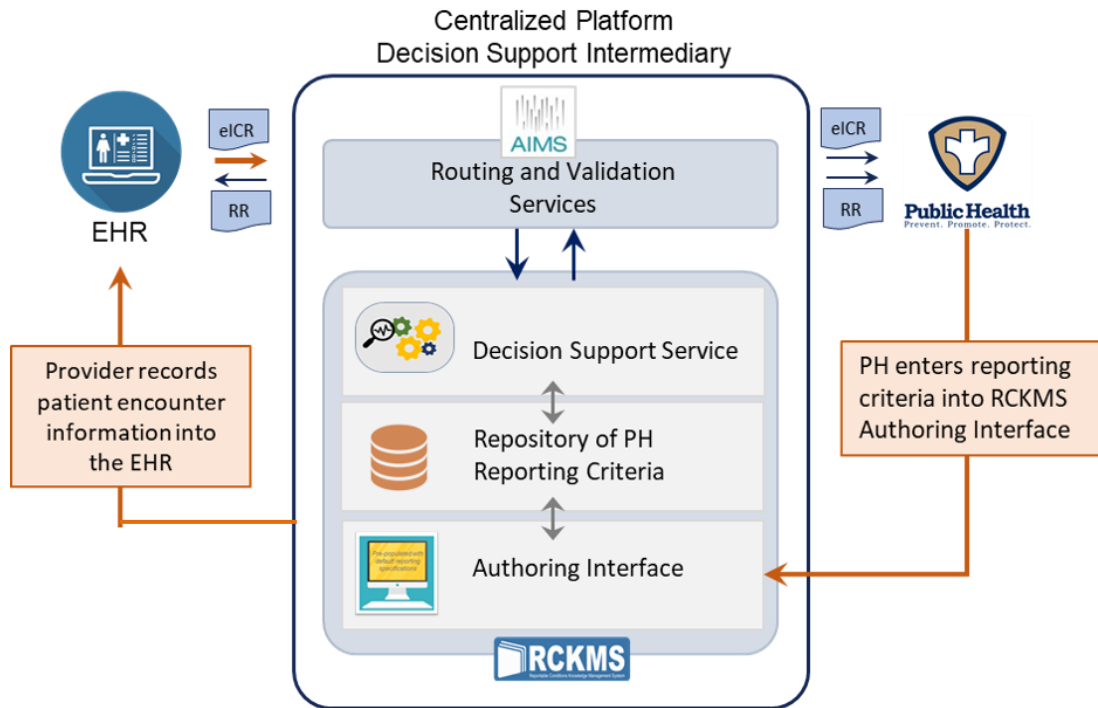 Centralized Platform
Decision Support Intermediary
AIMS
Routing and Validation
Services
eICR
RR
EHR
eICR
RR
Public Health
Prevent. Promote. Protect.
Provider records
patient encounter
information into
the EHR
Decision Support Service
Repository of PH
Reporting Criteria
Pre-populated with
default reporting
specifications
Authoring Interface
PH enters reporting
criteria into RCKMS
Authoring Interface
RCKMS
Reportable Conditions Knowledge Management System